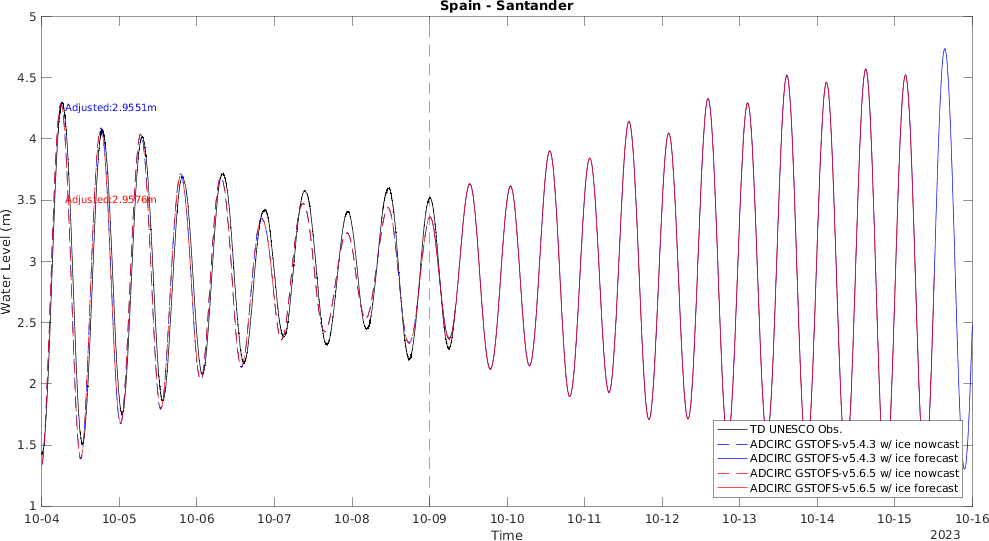 Spain - Santander
5
4.5
4
3.5
3
2.5
2
1.5
1
Water Level (m)
Adjusted:2.9551m
Adjusted:2.9576m
TD UNESCO Obs.
ADCIRC GSTOFS-v5.4.3 w/ ice nowcast
ADCIRC GSTOFS-v5.4.3 w/ ice forecast
ADCIRC GSTOFS-v5.6.5 w/ ice nowcast
ADCIRC GSTOFS-v5.6.5 w/ ice forecast
10-04 10-05 10-06 10-07 10-08 10-09 10-10 10-11 10-12 10-13 10-14 10-15 10-16
Time
2023